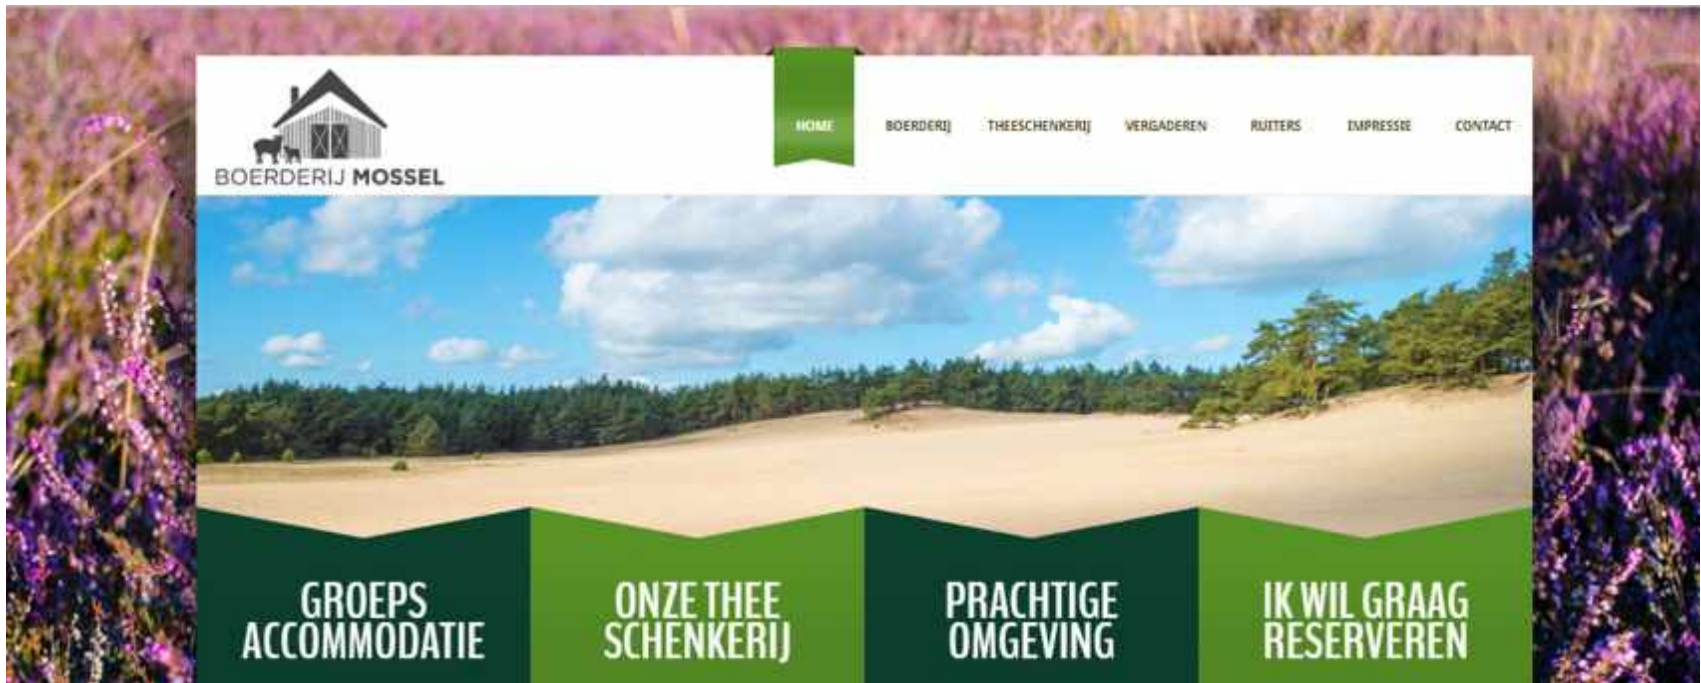 BOERDERIJ MOSSEL
HOME BOERDERIJ THEESCHENKERIJ VERGADEREN RUITERS IMPRESSIE CONTACT
GROEPS
ACCOMMODATIE
ONZE THEE
SCHENKERIJ
PRACHTIGE
OMGEVING
IK WIL GRAAG
RESERVEREN